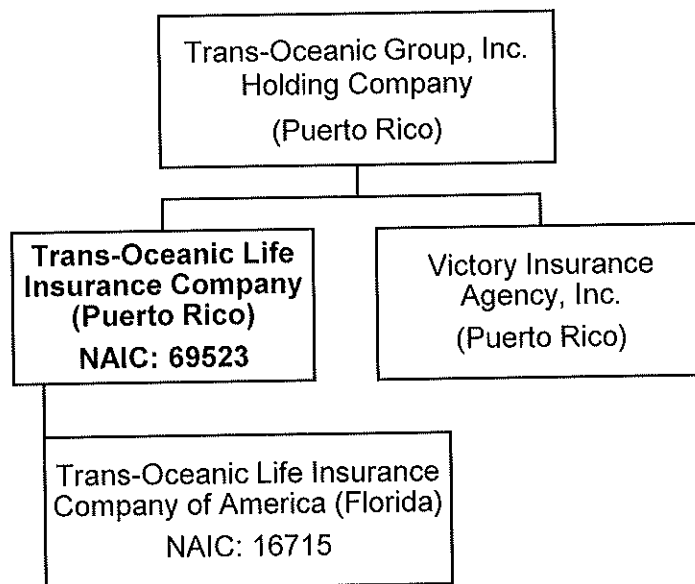 Trans-Oceanic Group, Inc.
Holding Company
(Puerto Rico)
Trans-Oceanic Life
Insurance Company
(Puerto Rico)
NAIC: 69523
Victory Insurance
Agency, Inc.
(Puerto Rico)
Trans-Oceanic Life Insurance
Company of America (Florida)
NAIC: 16715